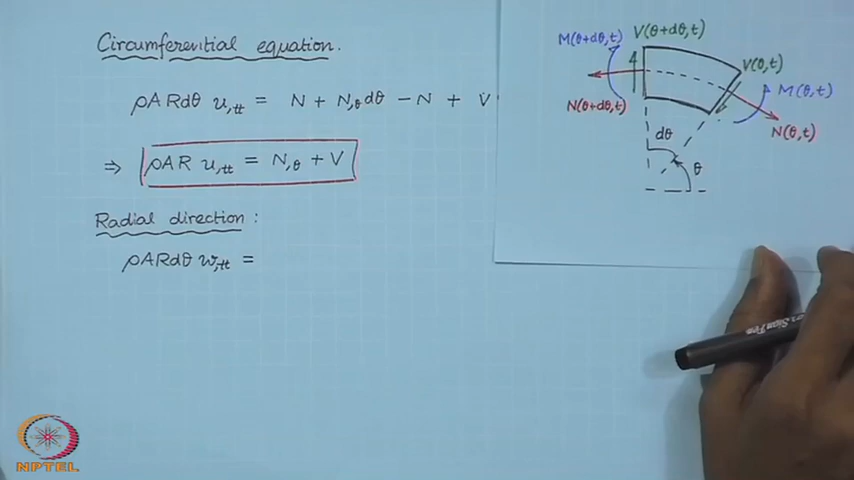 Circumferential equation.
ρARdθ u,tt = N + N,θ dθ − N + V
⇒ ρAR u,tt = N,θ + V
Radial direction :
ρARdθ w,tt =
V(θ+dθ,t)
M(θ+dθ,t)
V(θ,t)
M(θ,t)
N(θ+dθ,t)
N(θ,t)
dθ
θ
NPTEL